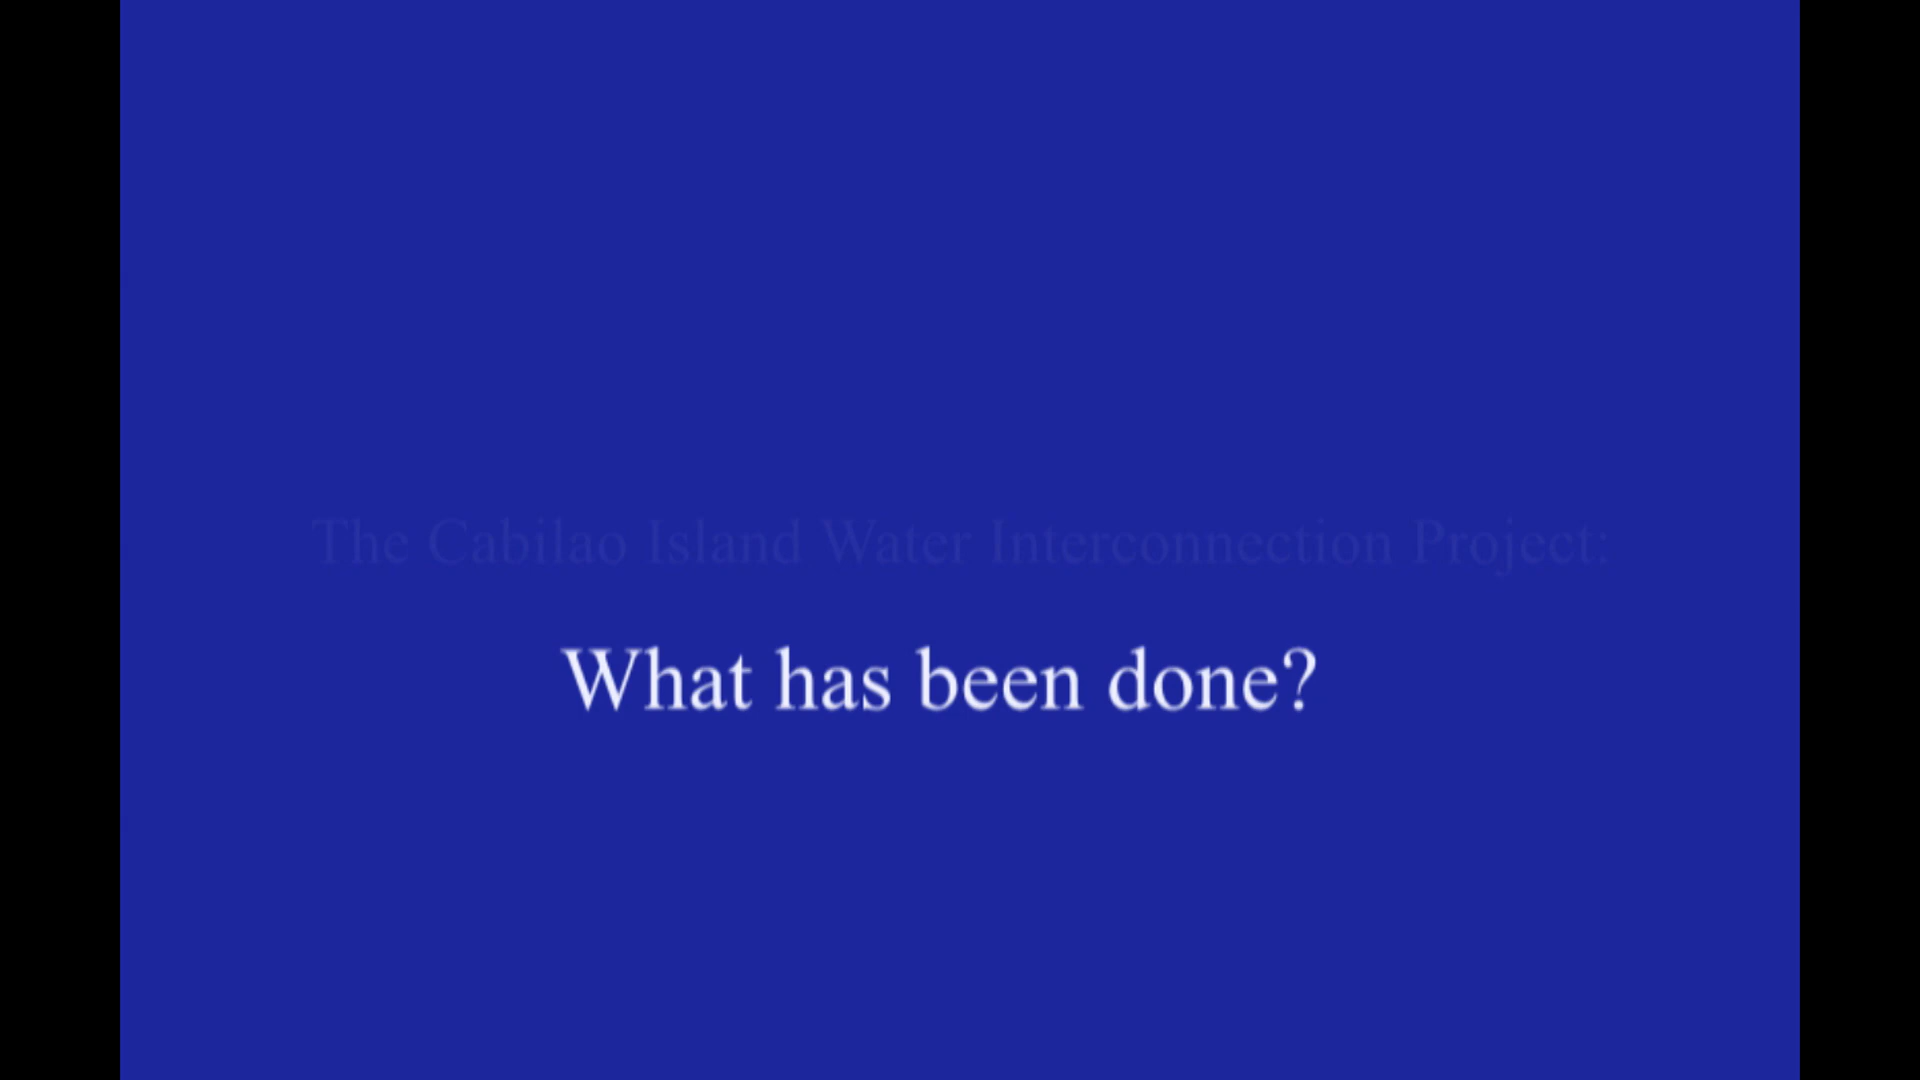 The Cabilao Island Water Interconnection Project:
What has been done?